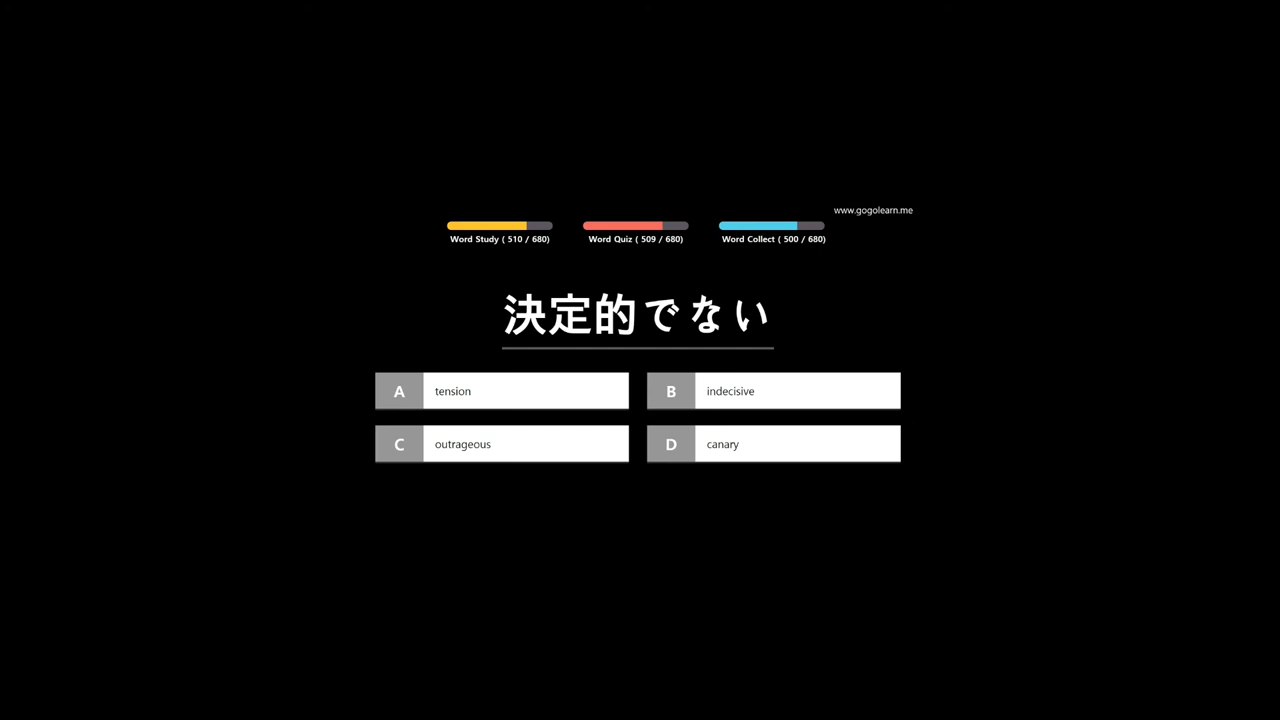 www.gogolearn.me
Word Study ( 510 / 680)
Word Quiz ( 509 / 680)
Word Collect ( 500 / 680)
決定的でない
A tension
B indecisive
C outrageous
D canary